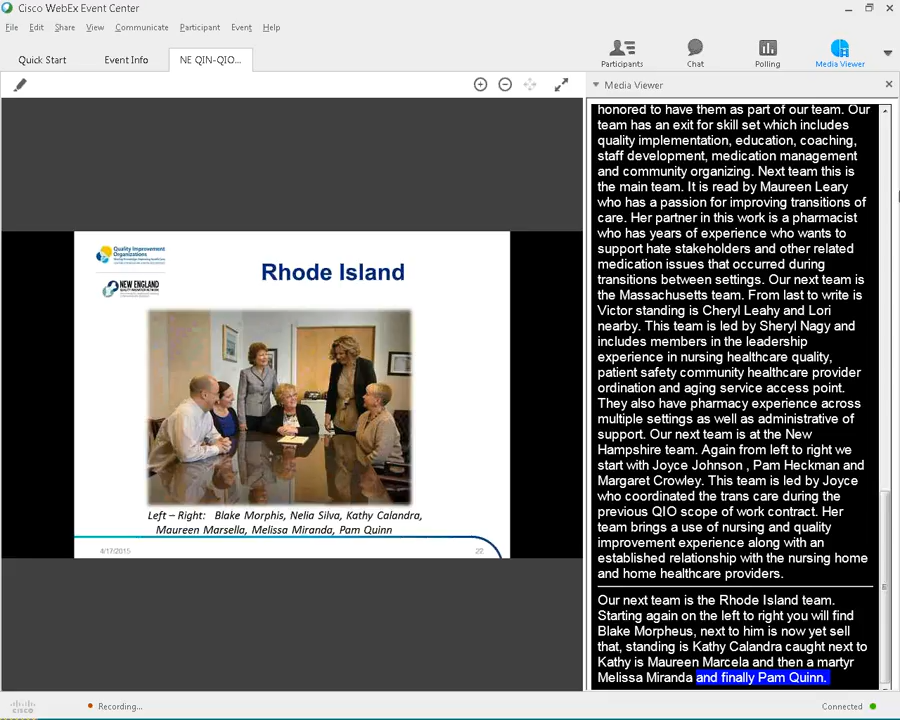 Cisco WebEx Event Center
File Edit Share View Communicate Participant Event Help
Quick Start Event Info NE QIN-QIO...
Participants Chat Polling Media Viewer
Media Viewer
Quality Improvement
Organizations
NEW ENGLAND
Rhode Island
Left – Right: Blake Morphis, Nelia Silva, Kathy Calandra,
Maureen Marsella, Melissa Miranda, Pam Quinn
4/17/2015 22
honored to have them as part of our team. Our
team has an exit for skill set which includes
quality implementation, education, coaching,
staff development, medication management
and community organizing. Next team this is
the main team. It is read by Maureen Leary
who has a passion for improving transitions of
care. Her partner in this work is a pharmacist
who has years of experience who wants to
support hate stakeholders and other related
medication issues that occurred during
transitions between settings. Our next team is
the Massachusetts team. From last to write is
Victor standing is Cheryl Leahy and Lori
nearby. This team is led by Sheryl Nagy and
includes members in the leadership
experience in nursing healthcare quality,
patient safety community healthcare provider
ordination and aging service access point.
They also have pharmacy experience across
multiple settings as well as administrative of
support. Our next team is at the New
Hampshire team. Again from left to right we
start with Joyce Johnson , Pam Heckman and
Margaret Crowley. This team is led by Joyce
who coordinated the trans care during the
previous QIO scope of work contract. Her
team brings a use of nursing and quality
improvement experience along with an
established relationship with the nursing home
and home healthcare providers.
Our next team is the Rhode Island team.
Starting again on the left to right you will find
Blake Morpheus, next to him is now yet sell
that, standing is Kathy Calandra caught next to
Kathy is Maureen Marcela and then a martyr
Melissa Miranda and finally Pam Quinn.
CISCO
Recording...
Connected